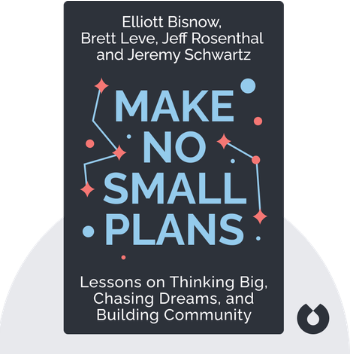 Elliott Bisnow,
Brett Leve, Jeff Rosenthal
and Jeremy Schwartz
MAKE
NO
SMALL
PLANS
Lessons on Thinking Big,
Chasing Dreams, and
Building Community